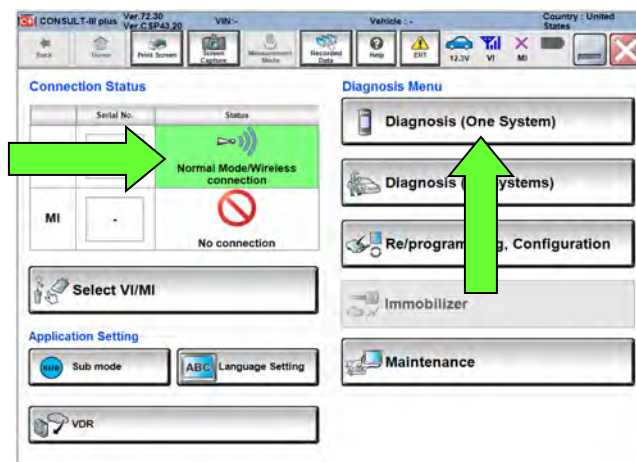 C+ CONSULT-III plus Ver.72.30 VIN:- Vehicle : - Country : United
Ver.CSP43.20 States
Back Home Print Screen Screen Capture Measurement Mode Recorded Data Help ERT 12.3V VI MI
Connection Status
Serial No. Status
Normal Mode/Wireless
connection
MI - No connection
Select VI/MI
Application Setting
SUB Sub mode ABC Language Setting
VDR
Diagnosis Menu
Diagnosis (One System)
Diagnosis ystems)
Re/program g, Configuration
Immobilizer
Maintenance